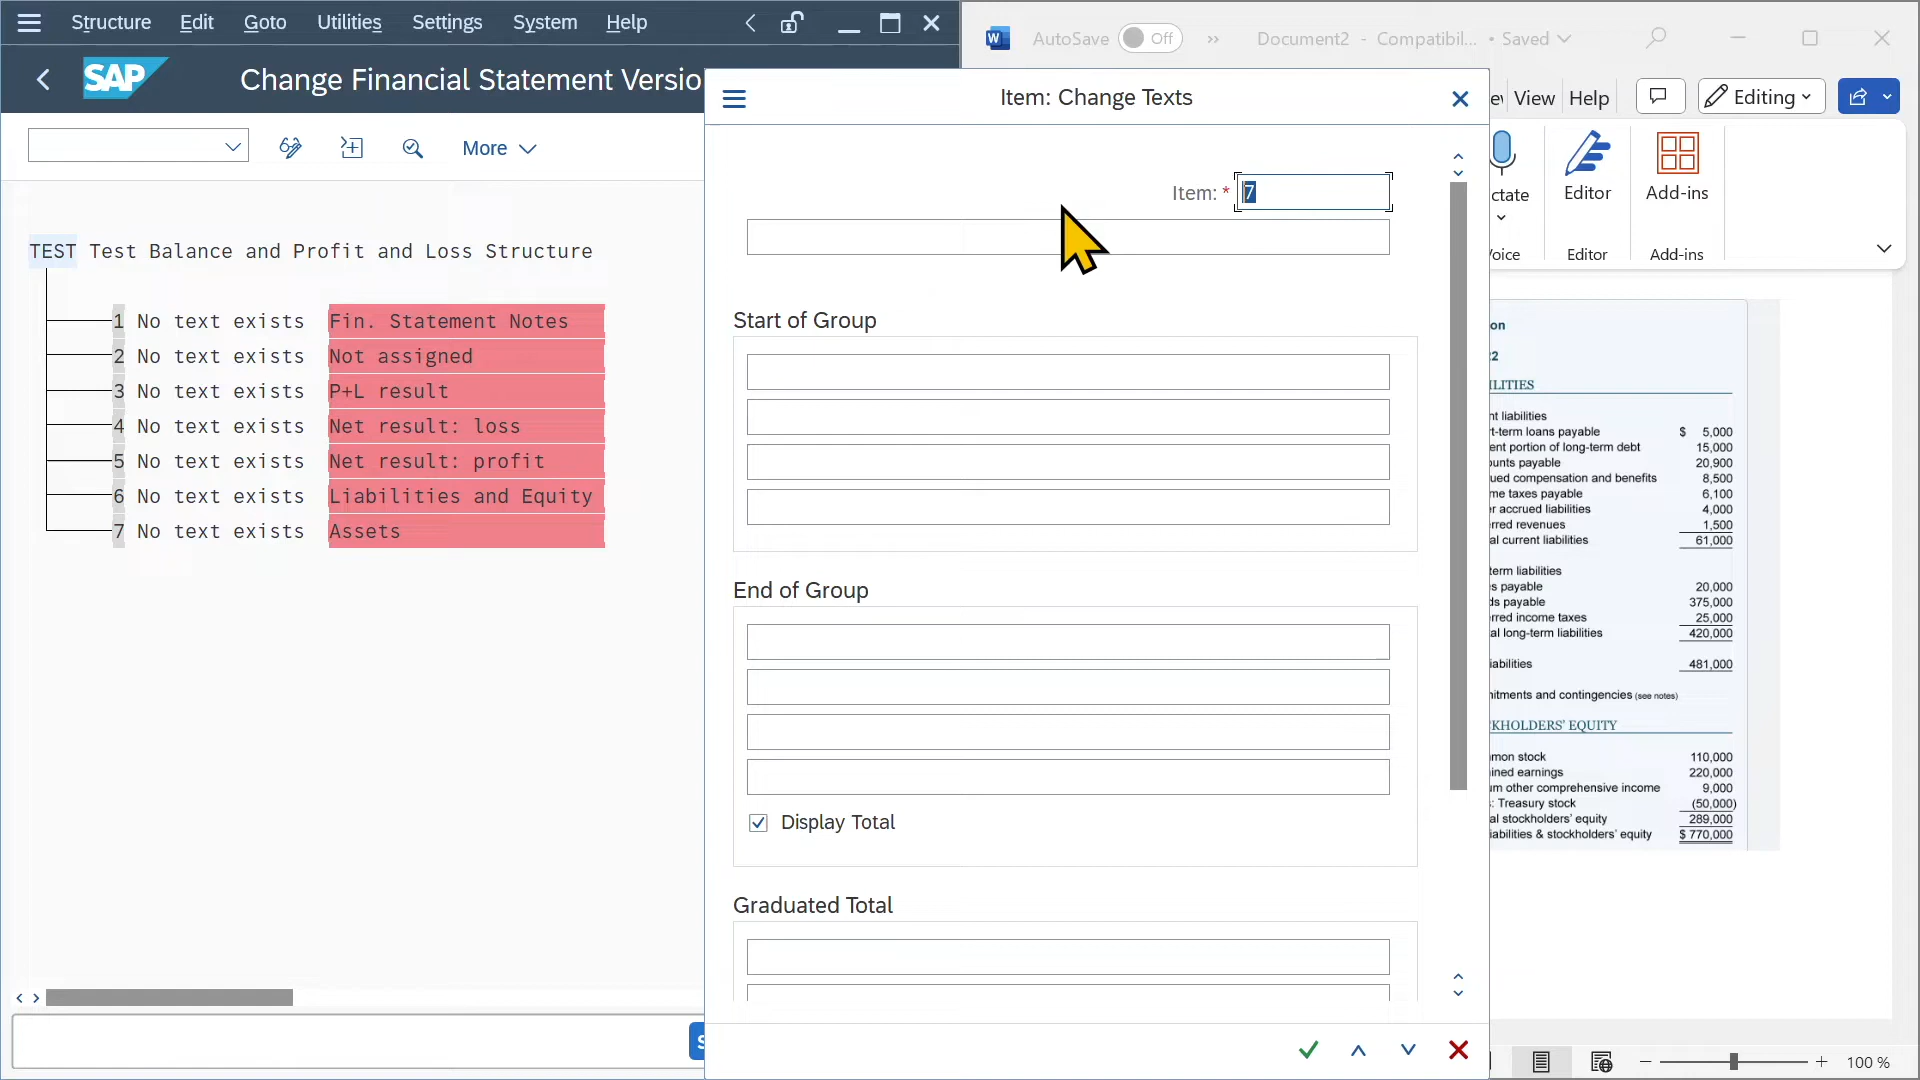 Structure Edit Goto Utilities Settings System Help
SAP Change Financial Statement Versio
More
TEST Test Balance and Profit and Loss Structure
1 No text exists Fin. Statement Notes
2 No text exists Not assigned
3 No text exists P+L result
4 No text exists Net result: loss
5 No text exists Net result: profit
6 No text exists Liabilities and Equity
7 No text exists Assets
Item: Change Texts
Item: * 7
Start of Group
End of Group
Display Total
Graduated Total
AutoSave Off Document2 - Compatibil... • Saved
View Help Editing
ctate Editor Add-ins
Voice Editor Add-ins
on
22
ILITIES
nt liabilities
rt-term loans payable $ 5,000
ent portion of long-term debt 15,000
ounts payable 20,900
ued compensation and benefits 8,500
me taxes payable 6,100
r accrued liabilities 4,000
rred revenues 1,500
al current liabilities 61,000
term liabilities
s payable 20,000
ds payable 375,000
rred income taxes 25,000
al long-term liabilities 420,000
iabilities 481,000
mitments and contingencies (see notes)
KHOLDERS' EQUITY
mon stock 110,000
ined earnings 220,000
um other comprehensive income 9,000
: Treasury stock (50,000)
al stockholders' equity 289,000
iabilities & stockholders' equity $ 770,000
100 %